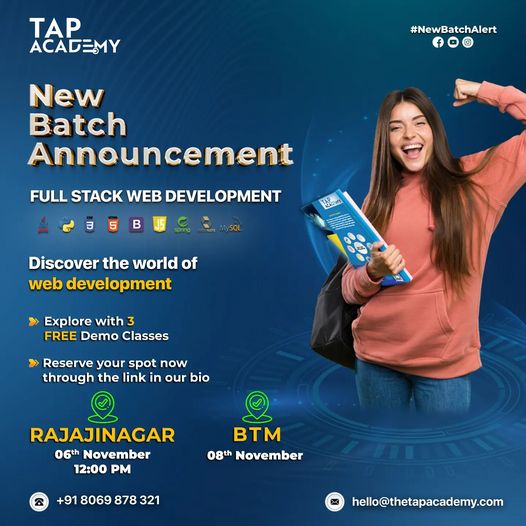 TAP
ACADEMY
#NewBatchAlert
New
Batch
Announcement
FULL STACK WEB DEVELOPMENT
MySQL
TAP
ACADEMY
Discover the world of
web development
Explore with 3
FREE Demo Classes
Reserve your spot now
through the link in our bio
RAJAJINAGAR
06th November
12:00 PM
BTM
08th November
+91 8069 878 321
hello@thetapacademy.com